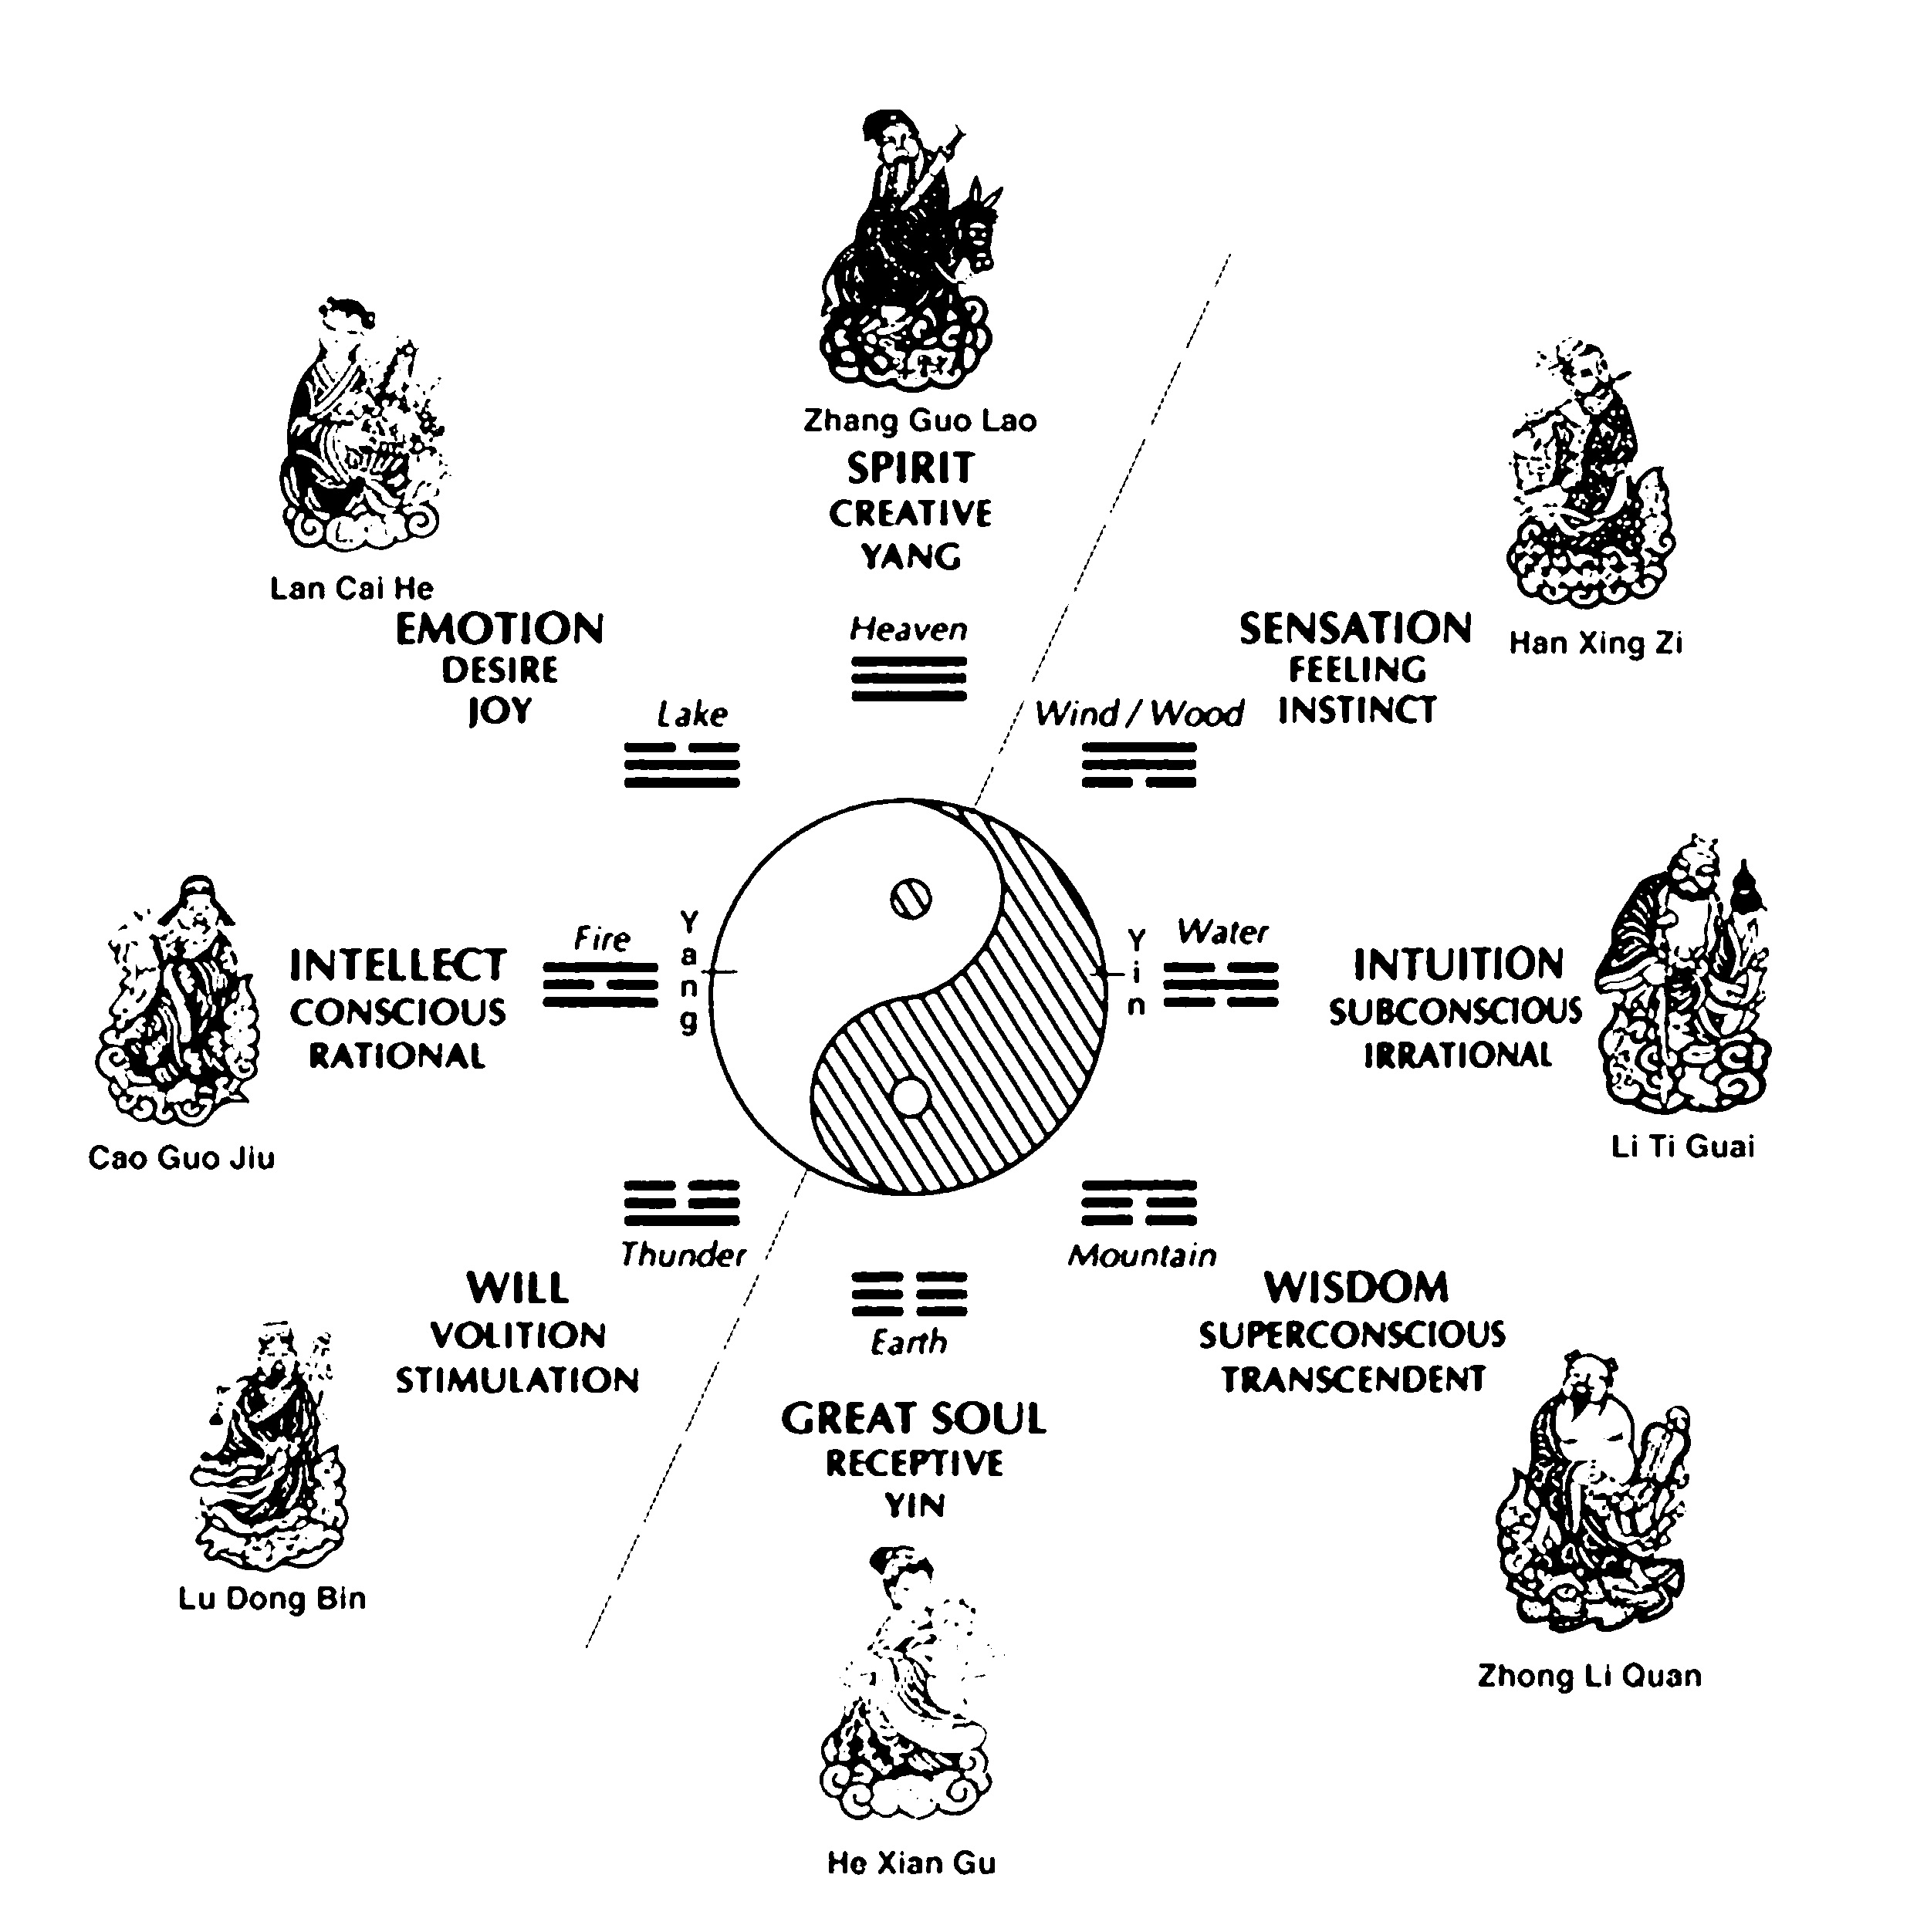 Zhang Guo Lao
SPIRIT
CREATIVE
YANG
Heaven
Lan Cai He
EMOTION
DESIRE
JOY
Lake
SENSATION
FEELING
INSTINCT
Han Xing Zi
Wind / Wood
Cao Guo Jiu
INTELLECT
CONSCIOUS
RATIONAL
Fire
Yang
Yin
Water
INTUITION
SUBCONSCIOUS
IRRATIONAL
Li Ti Guai
Thunder
WILL
VOLITION
STIMULATION
Lu Dong Bin
Earth
GREAT SOUL
RECEPTIVE
YIN
He Xian Gu
Mountain
WISDOM
SUPERCONSCIOUS
TRANSCENDENT
Zhong Li Quan